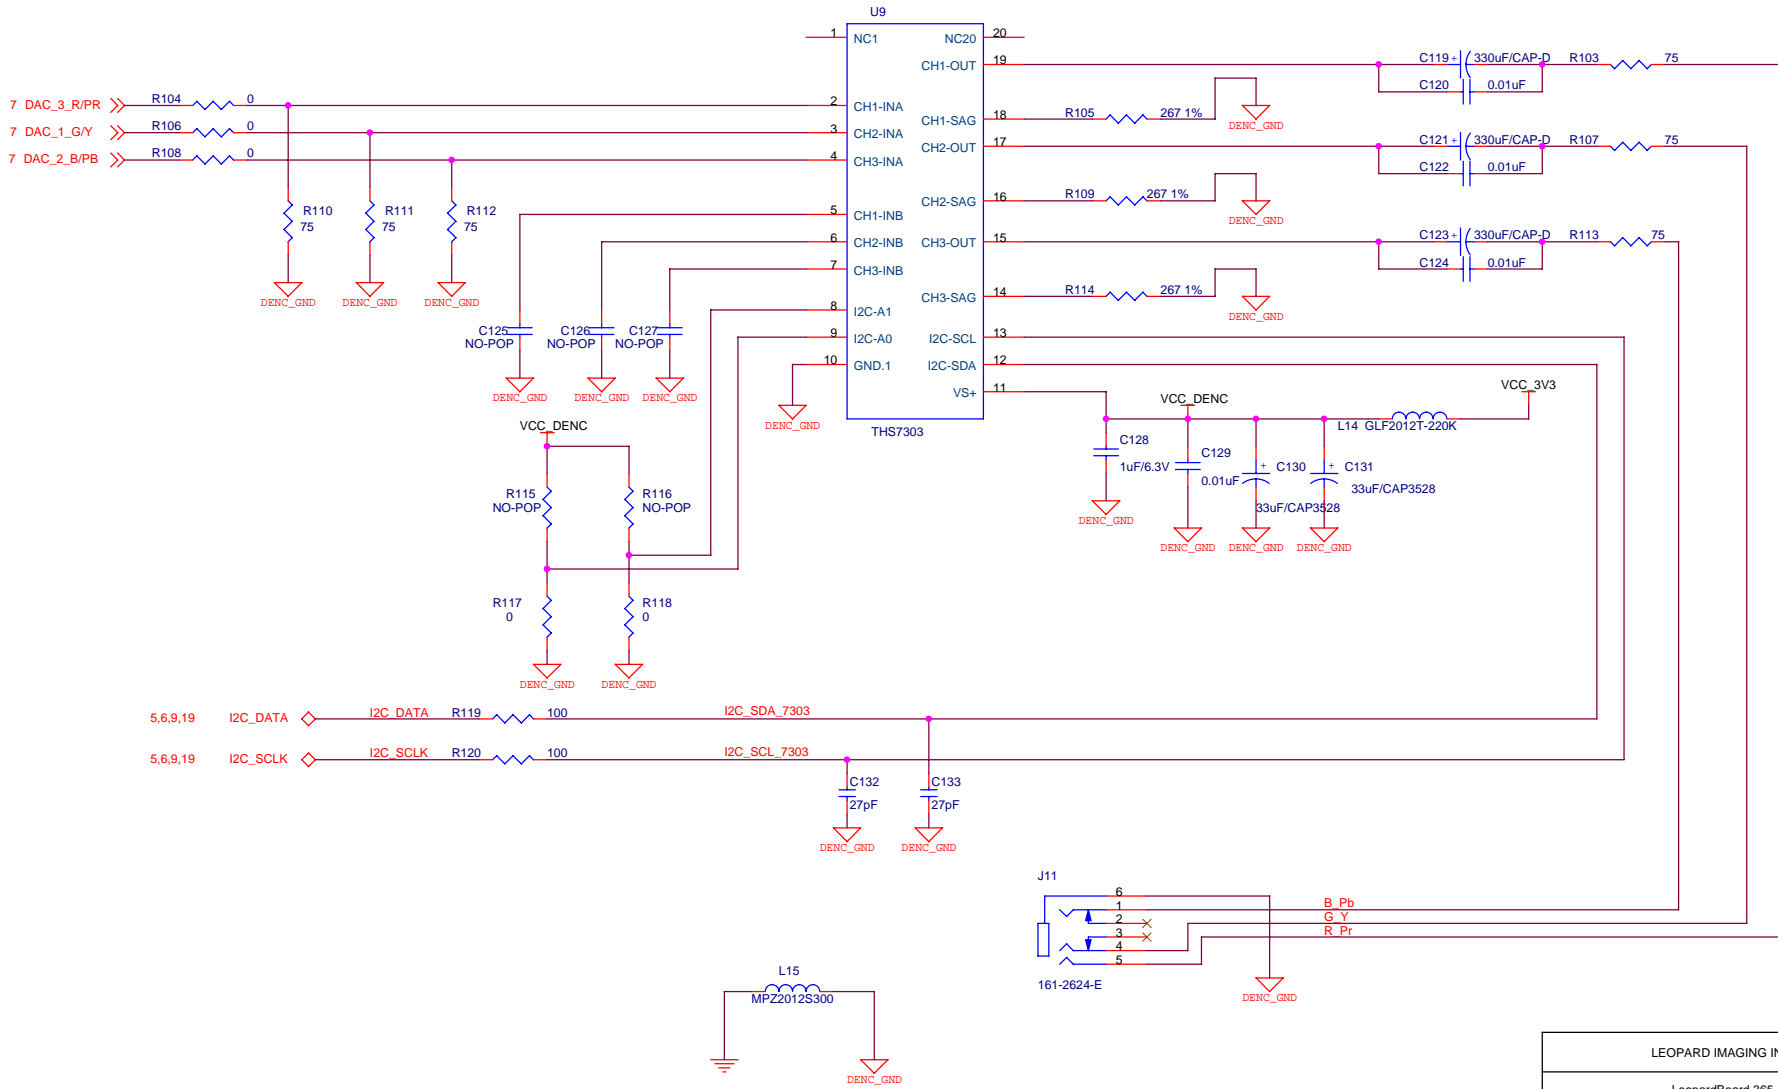 U9
1 NC1 NC20 20
CH1-OUT 19 C119 + 330uF/CAP-D R103 75
C120 0.01uF
7 DAC_3_R/PR R104 0 2 CH1-INA
CH1-SAG 18 R105 267 1% DENC_GND
7 DAC_1_G/Y R106 0 3 CH2-INA
CH2-OUT 17 C121 + 330uF/CAP-D R107 75
7 DAC_2_B/PB R108 0 4 CH3-INA
C122 0.01uF
CH2-SAG 16 R109 267 1% DENC_GND
R110 75 R111 75 R112 75
5 CH1-INB
6 CH2-INB CH3-OUT 15 C123 + 330uF/CAP-D R113 75
7 CH3-INB
C124 0.01uF
DENC_GND DENC_GND DENC_GND
CH3-SAG 14 R114 267 1% DENC_GND
8 I2C-A1
C125 NO-POP C126 NO-POP C127 NO-POP
9 I2C-A0 I2C-SCL 13
10 GND.1 I2C-SDA 12
VS+ 11
DENC_GND DENC_GND DENC_GND
DENC_GND
THS7303
VCC_DENC VCC_3V3
L14 GLF2012T-220K
C128 1uF/6.3V
C129 0.01uF
+ C130 33uF/CAP3528
+ C131 33uF/CAP3528
DENC_GND
DENC_GND DENC_GND DENC_GND
VCC_DENC
R115 NO-POP R116 NO-POP
R117 0 R118 0
DENC_GND DENC_GND
5,6,9,19 I2C_DATA I2C_DATA R119 100 I2C_SDA_7303
5,6,9,19 I2C_SCLK I2C_SCLK R120 100 I2C_SCL_7303
C132 27pF C133 27pF
DENC_GND DENC_GND
J11
6
1 B_Pb
2 G_Y
3 R_Pr
4
5
161-2624-E
DENC_GND
L15
MPZ2012S300
DENC_GND
LEOPARD IMAGING IN